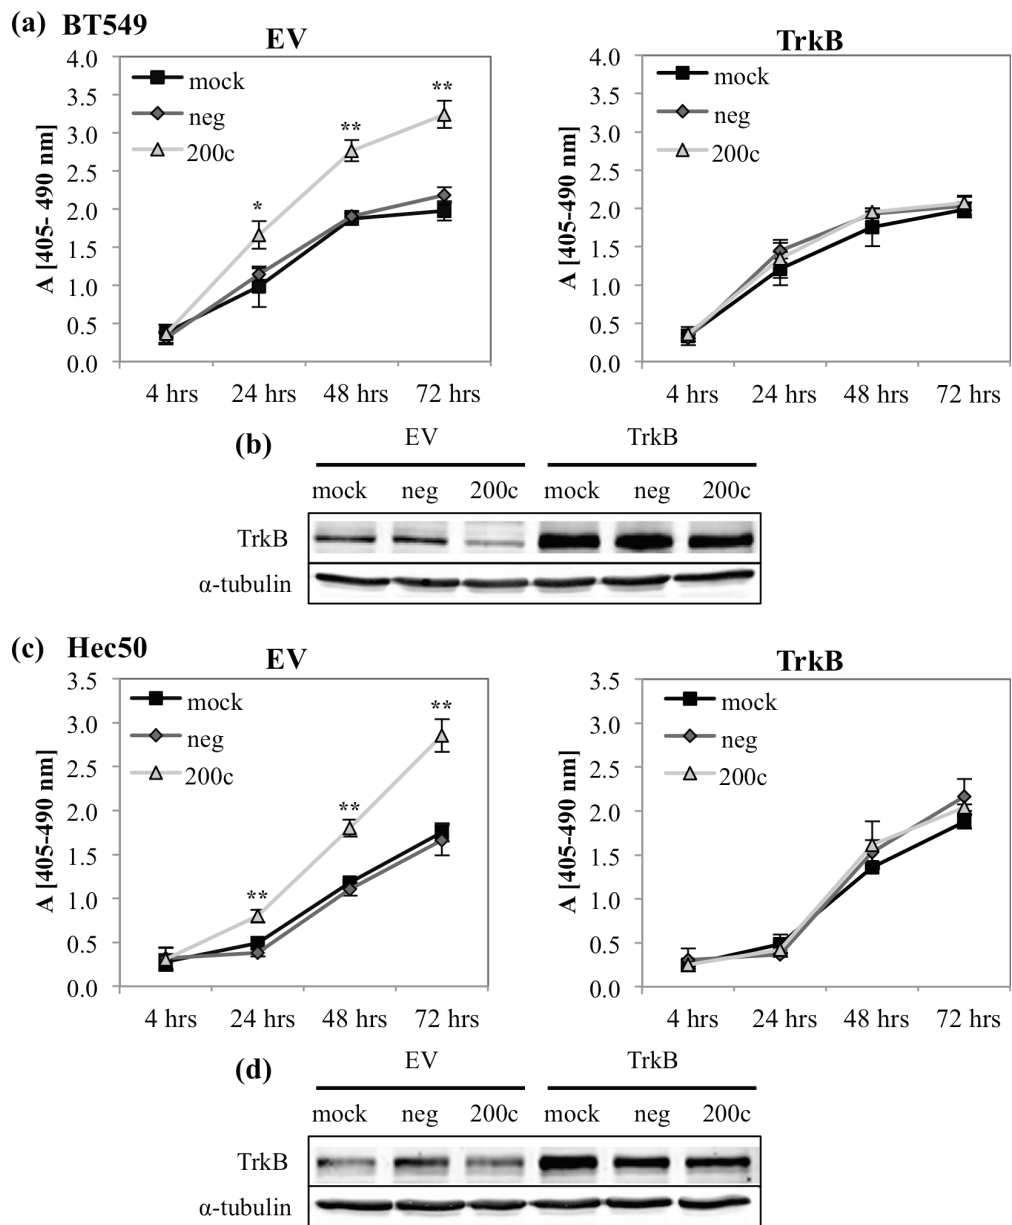 (a) BT549
EV
TrkB
4.0
3.5
3.0
2.5
2.0
1.5
1.0
0.5
0.0
A [405- 490 nm]
mock
neg
200c
*
**
**
4 hrs 24 hrs 48 hrs 72 hrs
4.0
3.5
3.0
2.5
2.0
1.5
1.0
0.5
0.0
A [405-490 nm]
mock
neg
200c
4 hrs 24 hrs 48 hrs 72 hrs
(b)
EV TrkB
mock neg 200c mock neg 200c
TrkB
α-tubulin
(c) Hec50
EV
TrkB
3.5
3.0
2.5
2.0
1.5
1.0
0.5
0.0
A [405-490 nm]
mock
neg
200c
**
**
**
4 hrs 24 hrs 48 hrs 72 hrs
3.5
3.0
2.5
2.0
1.5
1.0
0.5
0.0
A [405-490 nm]
mock
neg
200c
4 hrs 24 hrs 48 hrs 72 hrs
(d)
EV TrkB
mock neg 200c mock neg 200c
TrkB
α-tubulin